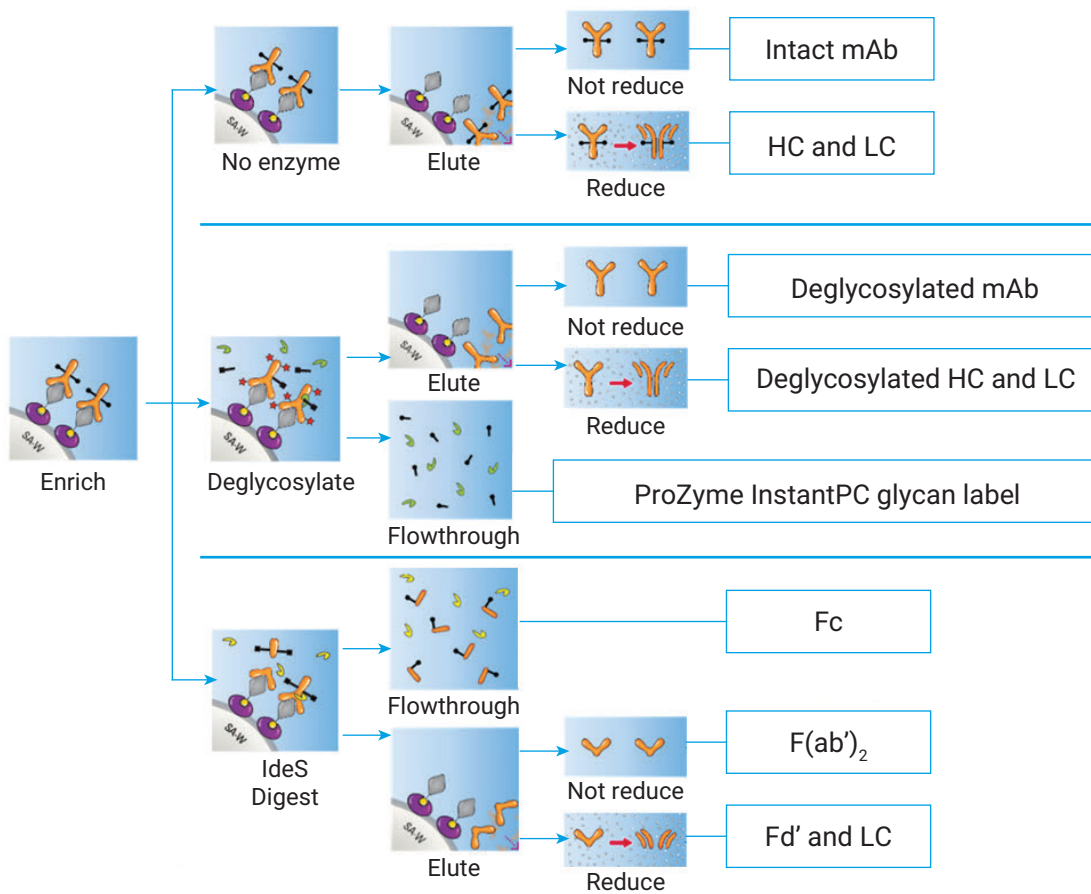 SA-W
No enzyme
SA-W
Elute
Not reduce
Intact mAb
Reduce
HC and LC
SA-W
Enrich
SA-W
Deglycosylate
SA-W
Elute
Not reduce
Deglycosylated mAb
Reduce
Deglycosylated HC and LC
Flowthrough
ProZyme InstantPC glycan label
SA-W
IdeS
Digest
Flowthrough
Fc
SA-W
Elute
Not reduce
F(ab’)₂
Reduce
Fd’ and LC